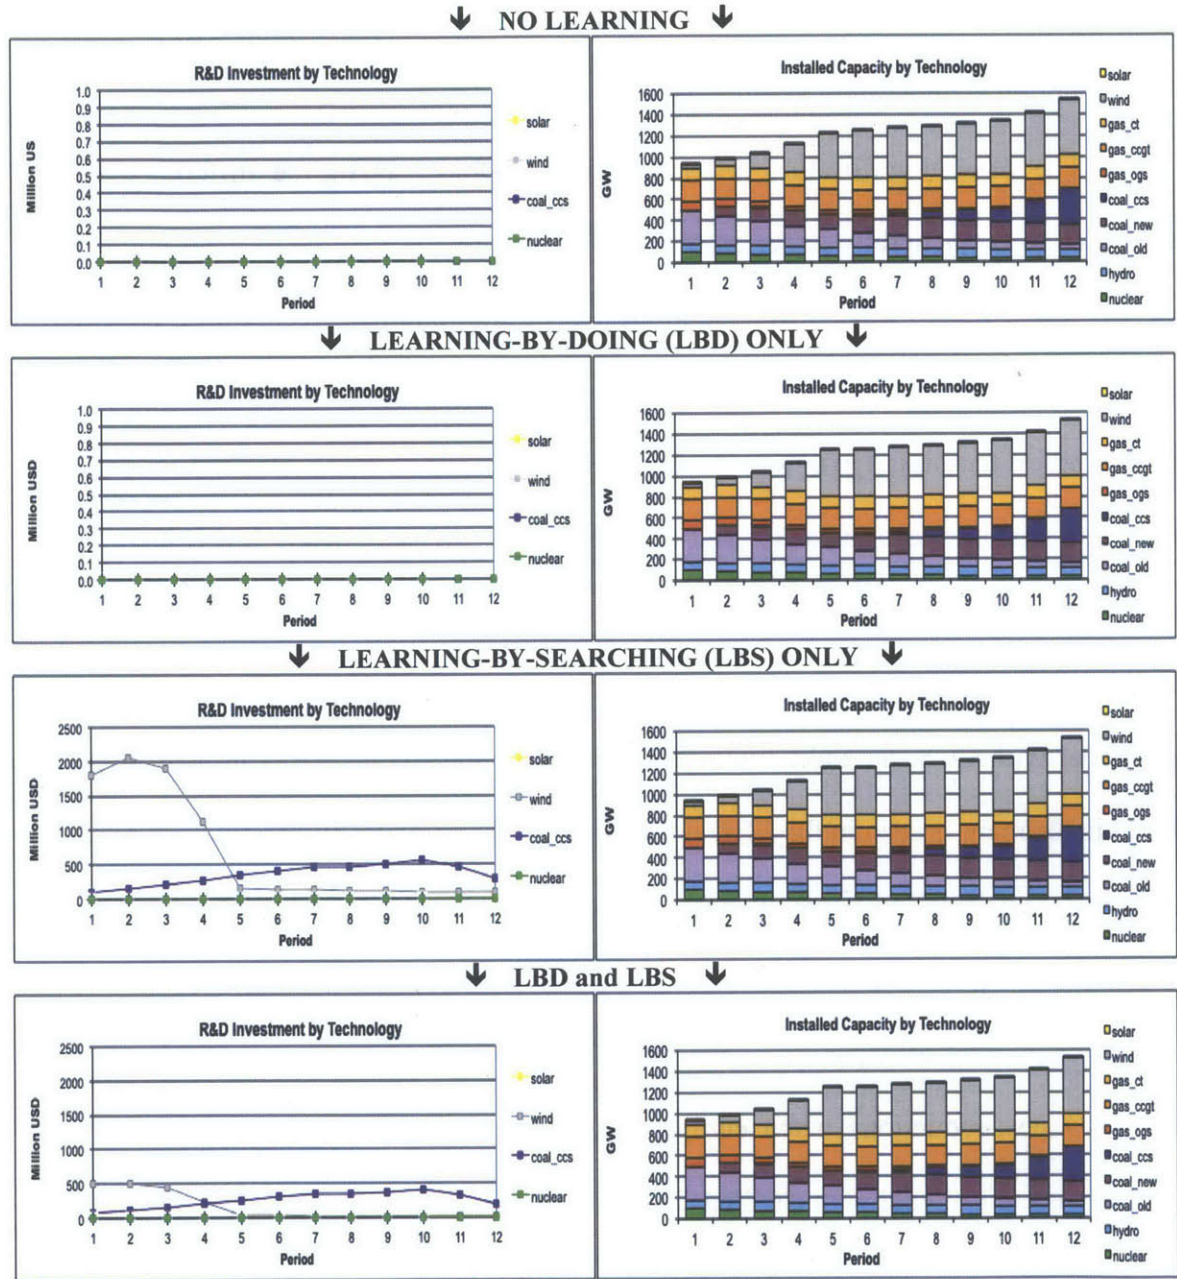 NO LEARNING
R&D Investment by Technology
Million US
1.0
0.9
0.8
0.7
0.6
0.5
0.4
0.3
0.2
0.1
0.0
1 2 3 4 5 6 7 8 9 10 11 12
Period
solar
wind
coal_ccs
nuclear
Installed Capacity by Technology
GW
1600
1400
1200
1000
800
600
400
200
0
1 2 3 4 5 6 7 8 9 10 11 12
Period
solar
wind
gas_ct
gas_ccgt
gas_ogs
coal_ccs
coal_new
coal_old
hydro
nuclear
LEARNING-BY-DOING (LBD) ONLY
R&D Investment by Technology
Million USD
1.0
0.9
0.8
0.7
0.6
0.5
0.4
0.3
0.2
0.1
0.0
1 2 3 4 5 6 7 8 9 10 11 12
Period
solar
wind
coal_ccs
nuclear
Installed Capacity by Technology
GW
1600
1400
1200
1000
800
600
400
200
0
1 2 3 4 5 6 7 8 9 10 11 12
Period
solar
wind
gas_ct
gas_ccgt
gas_ogs
coal_ccs
coal_new
coal_old
hydro
nuclear
LEARNING-BY-SEARCHING (LBS) ONLY
R&D Investment by Technology
Million USD
2500
2000
1500
1000
500
0
1 2 3 4 5 6 7 8 9 10 11 12
Period
solar
wind
coal_ccs
nuclear
Installed Capacity by Technology
GW
1600
1400
1200
1000
800
600
400
200
0
1 2 3 4 5 6 7 8 9 10 11 12
Period
solar
wind
gas_ct
gas_ccgt
gas_ogs
coal_ccs
coal_new
coal_old
hydro
nuclear
LBD and LBS
R&D Investment by Technology
Million USD
2500
2000
1500
1000
500
0
1 2 3 4 5 6 7 8 9 10 11 12
Period
solar
wind
coal_ccs
nuclear
Installed Capacity by Technology
GW
1600
1400
1200
1000
800
600
400
200
0
1 2 3 4 5 6 7 8 9 10 11 12
Period
solar
wind
gas_ct
gas_ccgt
gas_ogs
coal_ccs
coal_new
coal_old
hydro
nuclear